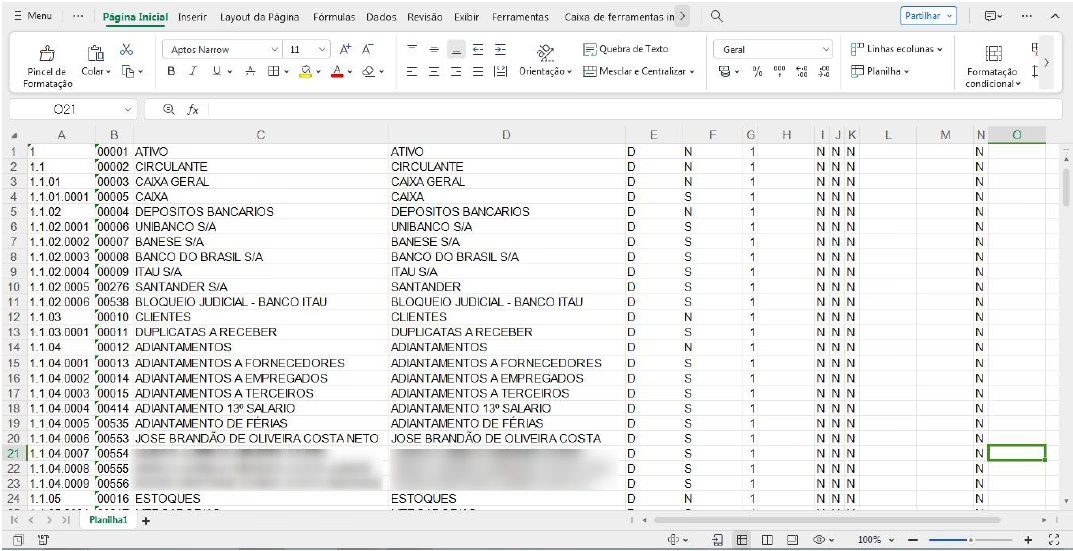 Menu ... Página Inicial Inserir Layout da Página Fórmulas Dados Revisão Exibir Ferramentas Caixa de ferramentas in Partilhar ...
Pincel de Formatação Colar Aptos Narrow 11 A+ A- B I U A Orientação Quebra de Texto Mesclar e Centralizar Geral Linhas ecolunas Planilha Formatação condicional
O21 fx
A B C D E F G H I J K L M N O
1 1 00001 ATIVO ATIVO D N 1 N N N N
2 1.1 00002 CIRCULANTE CIRCULANTE D N 1 N N N N
3 1.1.01 00003 CAIXA GERAL CAIXA GERAL D N 1 N N N N
4 1.1.01.0001 00005 CAIXA CAIXA D S 1 N N N N
5 1.1.02 00004 DEPOSITOS BANCARIOS DEPOSITOS BANCARIOS D N 1 N N N N
6 1.1.02.0001 00006 UNIBANCO S/A UNIBANCO S/A D S 1 N N N N
7 1.1.02.0002 00007 BANESE S/A BANESE S/A D S 1 N N N N
8 1.1.02.0003 00008 BANCO DO BRASIL S/A BANCO DO BRASIL S/A D S 1 N N N N
9 1.1.02.0004 00009 ITAU S/A ITAU S/A D S 1 N N N N
10 1.1.02.0005 00276 SANTANDER S/A SANTANDER D S 1 N N N N
11 1.1.02.0006 00538 BLOQUEIO JUDICIAL - BANCO ITAU BLOQUEIO JUDICIAL - BANCO ITAU D S 1 N N N N
12 1.1.03 00010 CLIENTES CLIENTES D N 1 N N N N
13 1.1.03.0001 00011 DUPLICATAS A RECEBER DUPLICATAS A RECEBER D S 1 N N N N
14 1.1.04 00012 ADIANTAMENTOS ADIANTAMENTOS D N 1 N N N N
15 1.1.04.0001 00013 ADIANTAMENTOS A FORNECEDORES ADIANTAMENTOS A FORNECEDORES D S 1 N N N N
16 1.1.04.0002 00014 ADIANTAMENTOS A EMPREGADOS ADIANTAMENTOS A EMPREGADOS D S 1 N N N N
17 1.1.04.0003 00015 ADIANTAMENTOS A TERCEIROS ADIANTAMENTOS A TERCEIROS D S 1 N N N N
18 1.1.04.0004 00414 ADIANTAMENTO 13º SALARIO ADIANTAMENTO 13º SALARIO D S 1 N N N N
19 1.1.04.0005 00535 ADIANTAMENTO DE FÉRIAS ADIANTAMENTO DE FÉRIAS D S 1 N N N N
20 1.1.04.0006 00553 JOSE BRANDÃO DE OLIVEIRA COSTA NETO JOSE BRANDÃO DE OLIVEIRA COSTA D S 1 N N N N
21 1.1.04.0007 00554 D S 1 N N N N
22 1.1.04.0008 00555 D S 1 N N N N
23 1.1.04.0009 00556 D S 1 N N N N
24 1.1.05 00016 ESTOQUES ESTOQUES D N 1 N N N N
Planilha1 +
100% - +